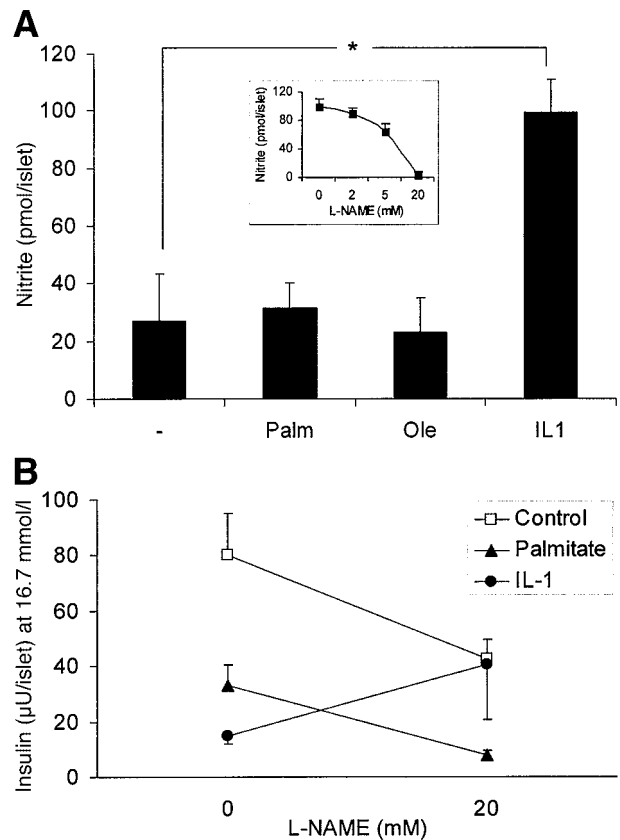 A
Nitrite (pmol/islet)
120
100
80
60
40
20
0
*
Nitrite (pmol/islet)
120
80
40
0
0 2 5 20
L-NAME (mM)
- Palm Ole IL1
B
Insulin (µU/islet) at 16.7 mmol/l
100
80
60
40
20
0
Control
Palmitate
IL-1
0 20
L-NAME (mM)